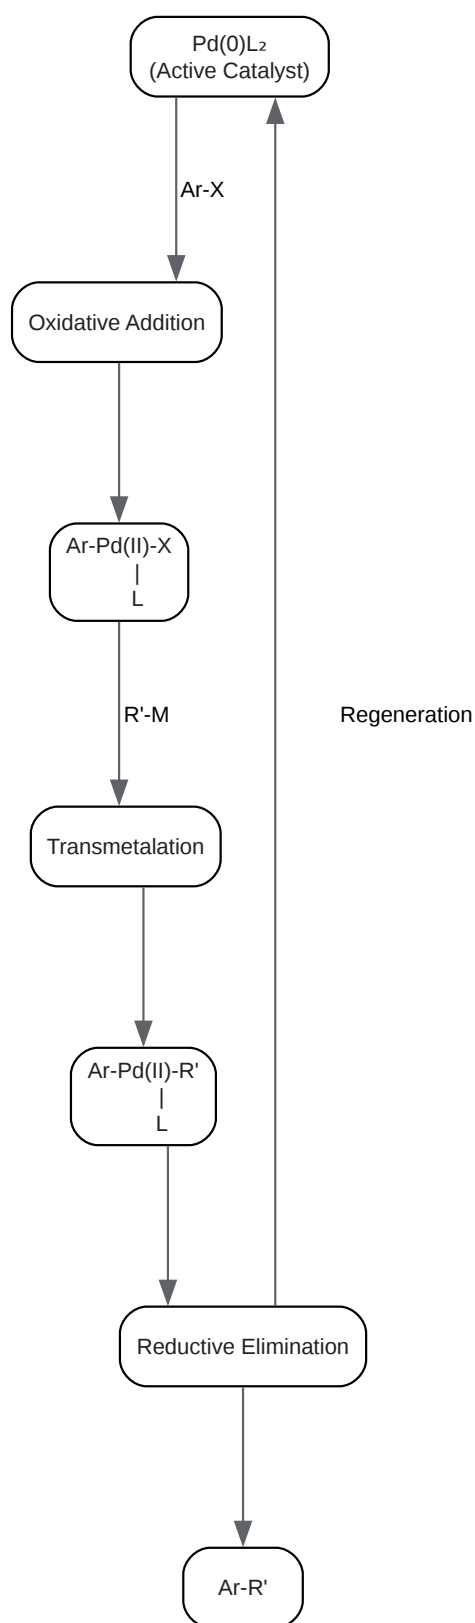 Pd(0)L₂
(Active Catalyst)
Ar-X
Oxidative Addition
Ar-Pd(II)-X
|
L
R'-M
Regeneration
Transmetalation
Ar-Pd(II)-R'
|
L
Reductive Elimination
Ar-R'